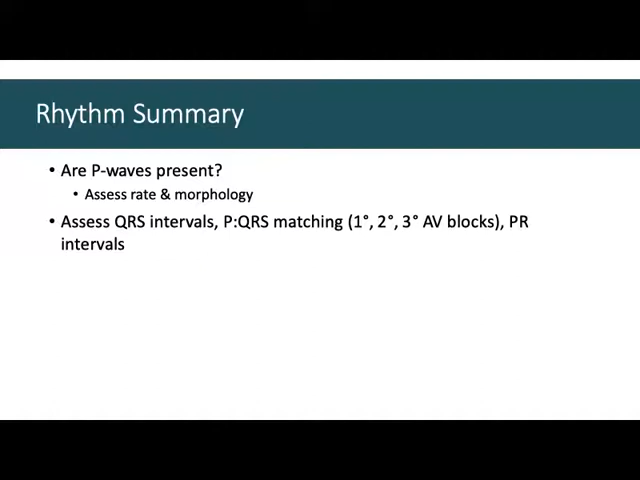 Rhythm Summary
• Are P-waves present?
• Assess rate & morphology
• Assess QRS intervals, P:QRS matching (1°, 2°, 3° AV blocks), PR
intervals